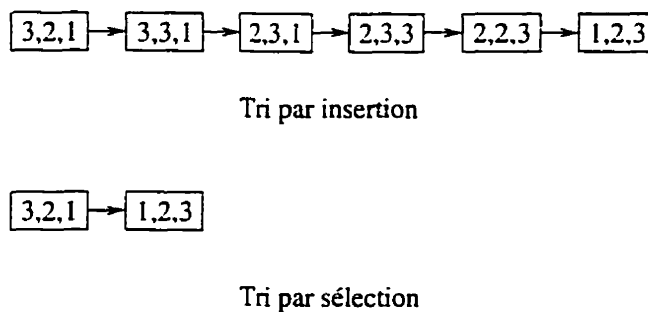 3,2,1 3,3,1 2,3,1 2,3,3 2,2,3 1,2,3
Tri par insertion
3,2,1 1,2,3
Tri par sélection